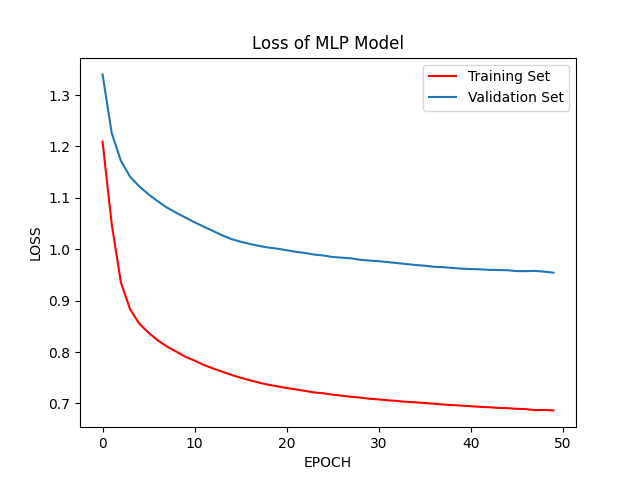 Loss of MLP Model
Training Set
Validation Set
LOSS
1.3
1.2
1.1
1.0
0.9
0.8
0.7
0 10 20 30 40 50
EPOCH